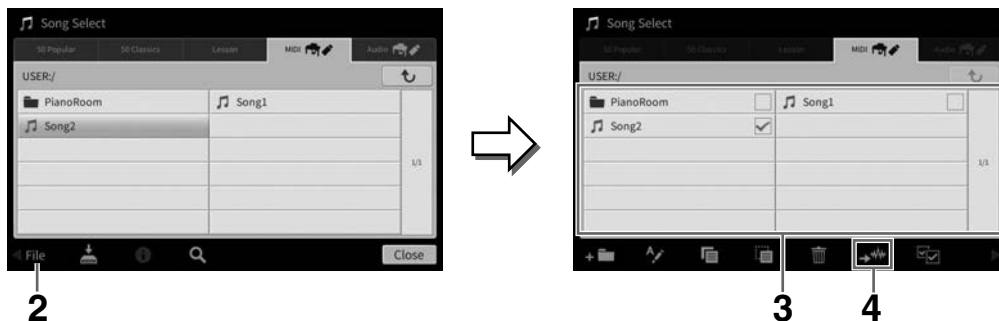 Song Select
50 Popular 50 Classics Lesson MIDI Audio
USER:/
PianoRoom Song1
Song2
1/1
File Close
2
Song Select
50 Popular 50 Classics Lesson MIDI Audio
USER:/
PianoRoom Song1
Song2
1/1
3 4